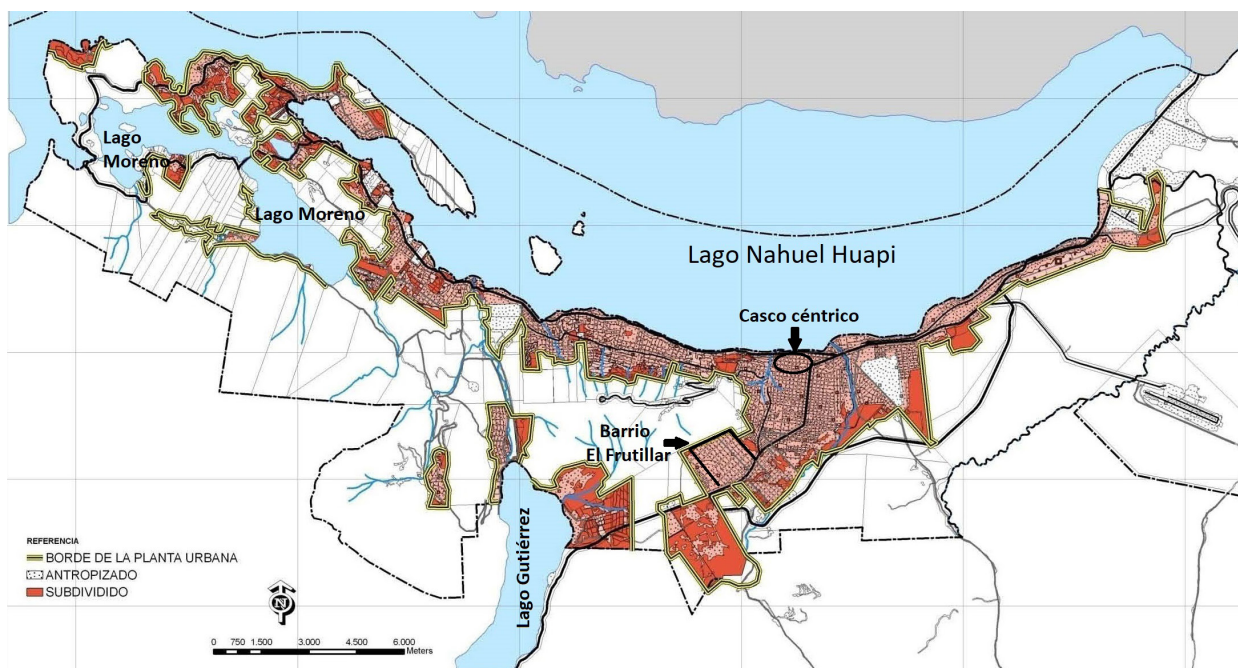 Lago
Moreno
Lago Moreno
Lago Nahuel Huapi
Casco céntrico
Barrio
El Frutillar
Lago Gutiérrez
REFERENCIA
BORDE DE LA PLANTA URBANA
ANTROPIZADO
SUBDIVIDIDO
N
0 750 1.500 3.000 4.500 6.000
Meters